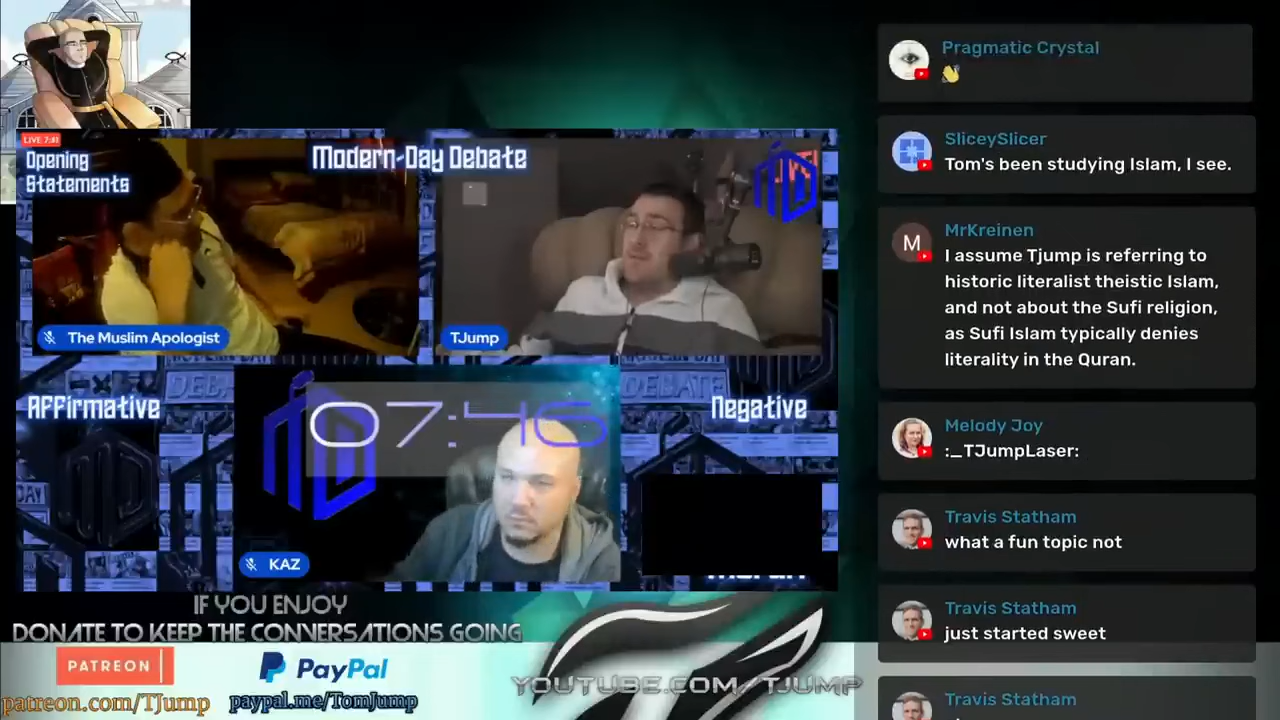 LIVE 7:41
Opening
Statements
Modern-Day Debate
The Muslim Apologist
TJump
Affirmative
Negative
DEBATE
07:46
KAZ
IF YOU ENJOY
DONATE TO KEEP THE CONVERSATIONS GOING
PATREON
PayPal
patreon.com/TJump
paypal.me/TomJump
YOUTUBE.COM/TJUMP
Pragmatic Crystal
SliceySlicer
Tom's been studying Islam, I see.
M
MrKreinen
I assume Tjump is referring to
historic literalist theistic Islam,
and not about the Sufi religion,
as Sufi Islam typically denies
literality in the Quran.
Melody Joy
:_TJumpLaser:
Travis Statham
what a fun topic not
Travis Statham
just started sweet
Travis Statham